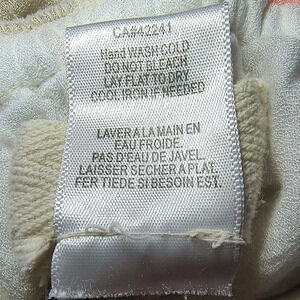 CA#42241
Hand WASH COLD
DO NOT BLEACH
LAY FLAT TO DRY
COOL IRON IF NEEDED
LAVER A LA MAIN EN
EAU FROIDE.
PAS D'EAU DE JAVEL.
LAISSER SECHER A PLAT.
FER TIEDE SI BESOIN EST.